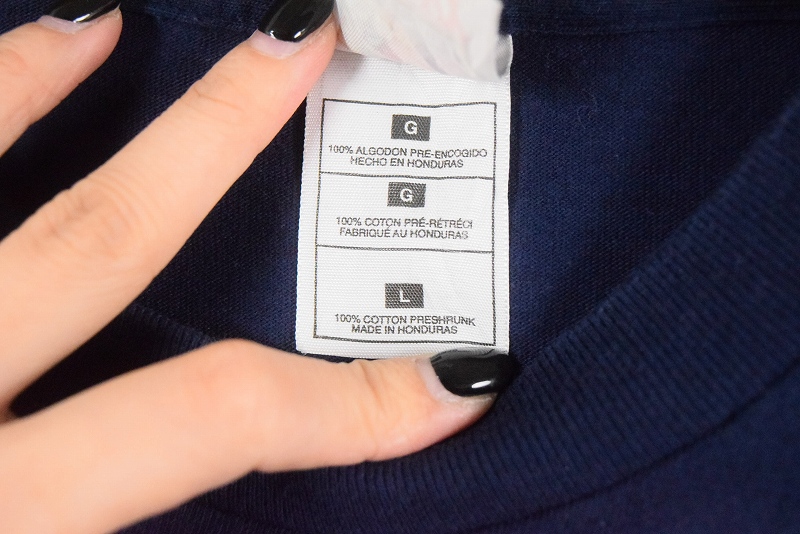 G
100% ALGODON PRE-ENCOGIDO
HECHO EN HONDURAS
G
100% COTON PRÉ-RÉTRÉCI
FABRIQUÉ AU HONDURAS
L
100% COTTON PRESHRUNK
MADE IN HONDURAS